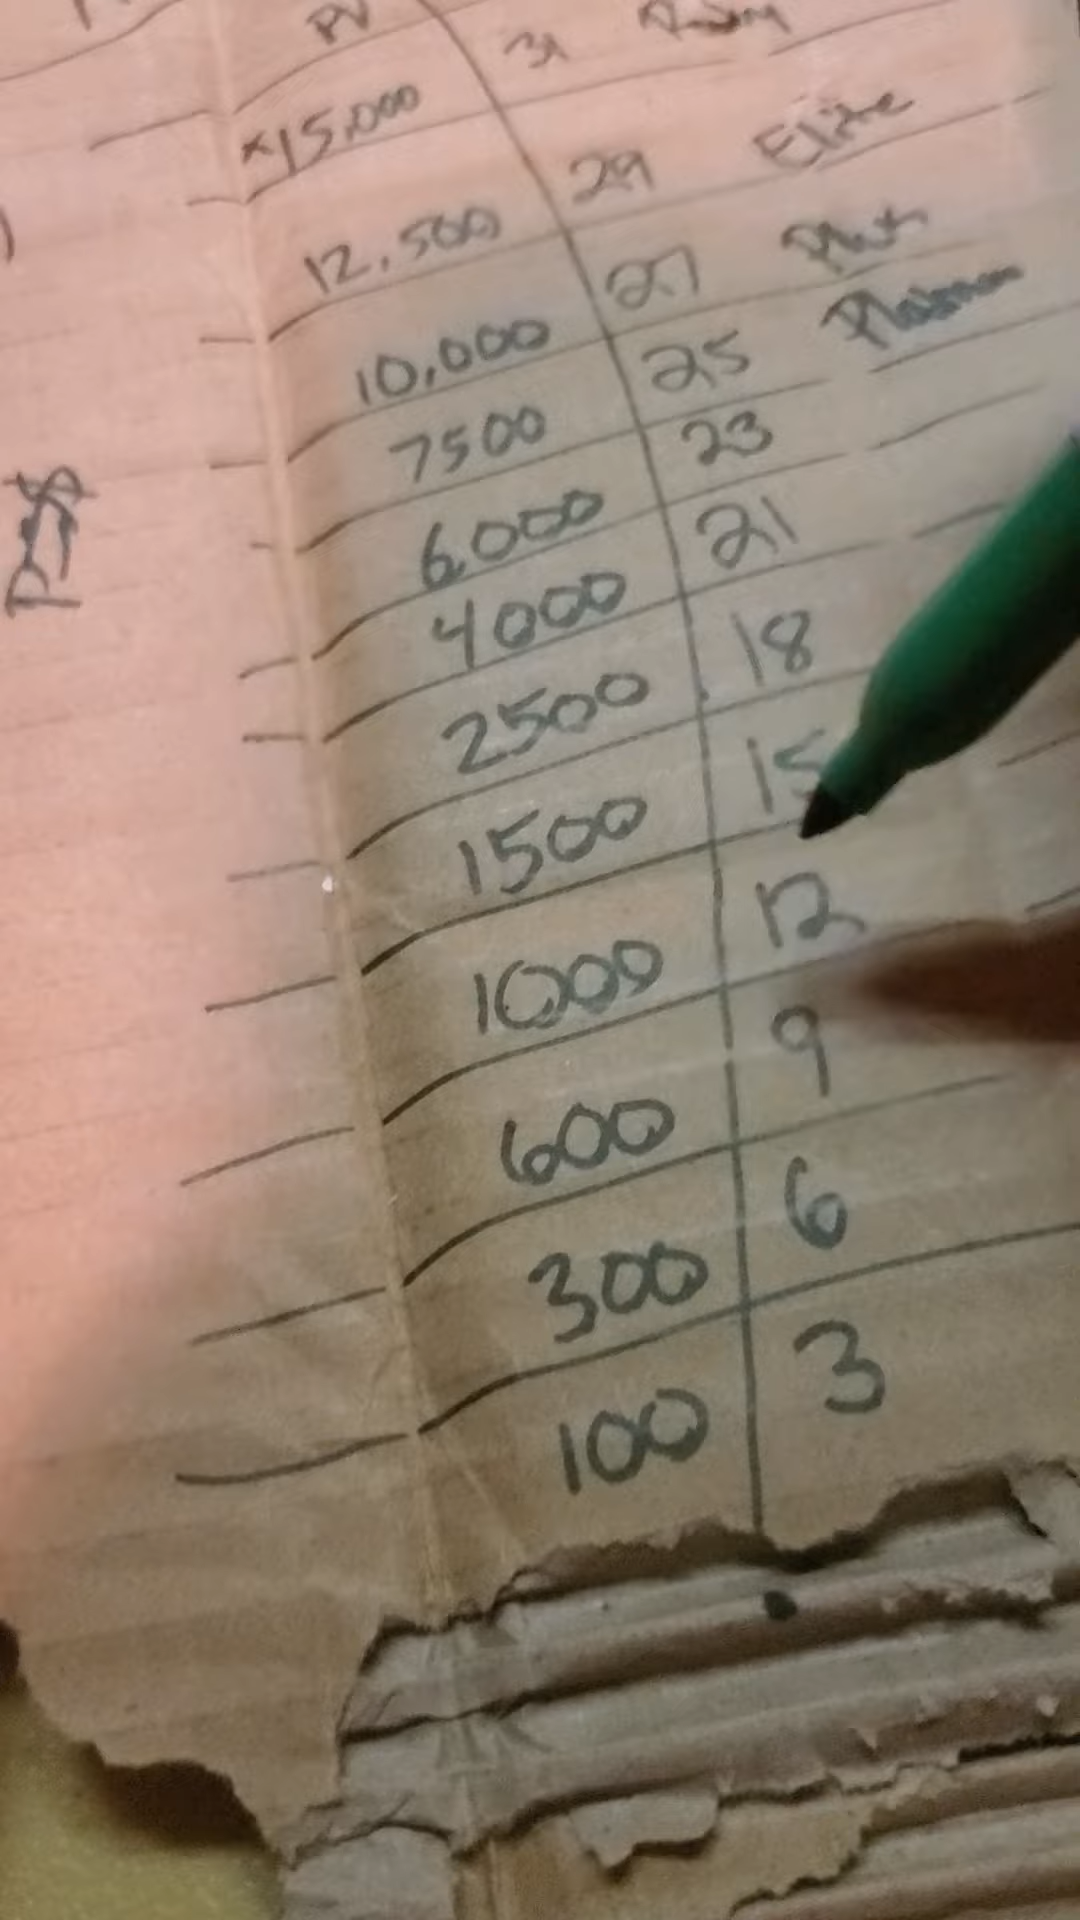 PV
×15,000 31
12,500 29 Elite
10,000 27 Plat
7500 25 Platinum
6000 23
4000 21
2500 18
1500 15
1000 12
600 9
300 6
100 3